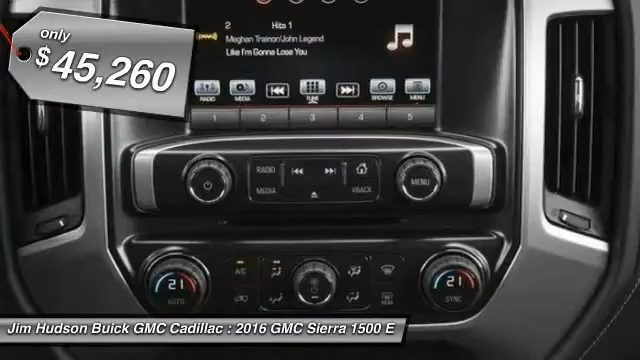 only
$45,260
2 Hits 1
Meghan Trainor/John Legend
Like I'm Gonna Lose You
RADIO MEDIA TUNE BROWSE MENU
1 2 3 4 5
RADIO
MEDIA BACK
MENU
A/C
21 21
AUTO SYNC
REAR
Jim Hudson Buick GMC Cadillac : 2016 GMC Sierra 1500 E